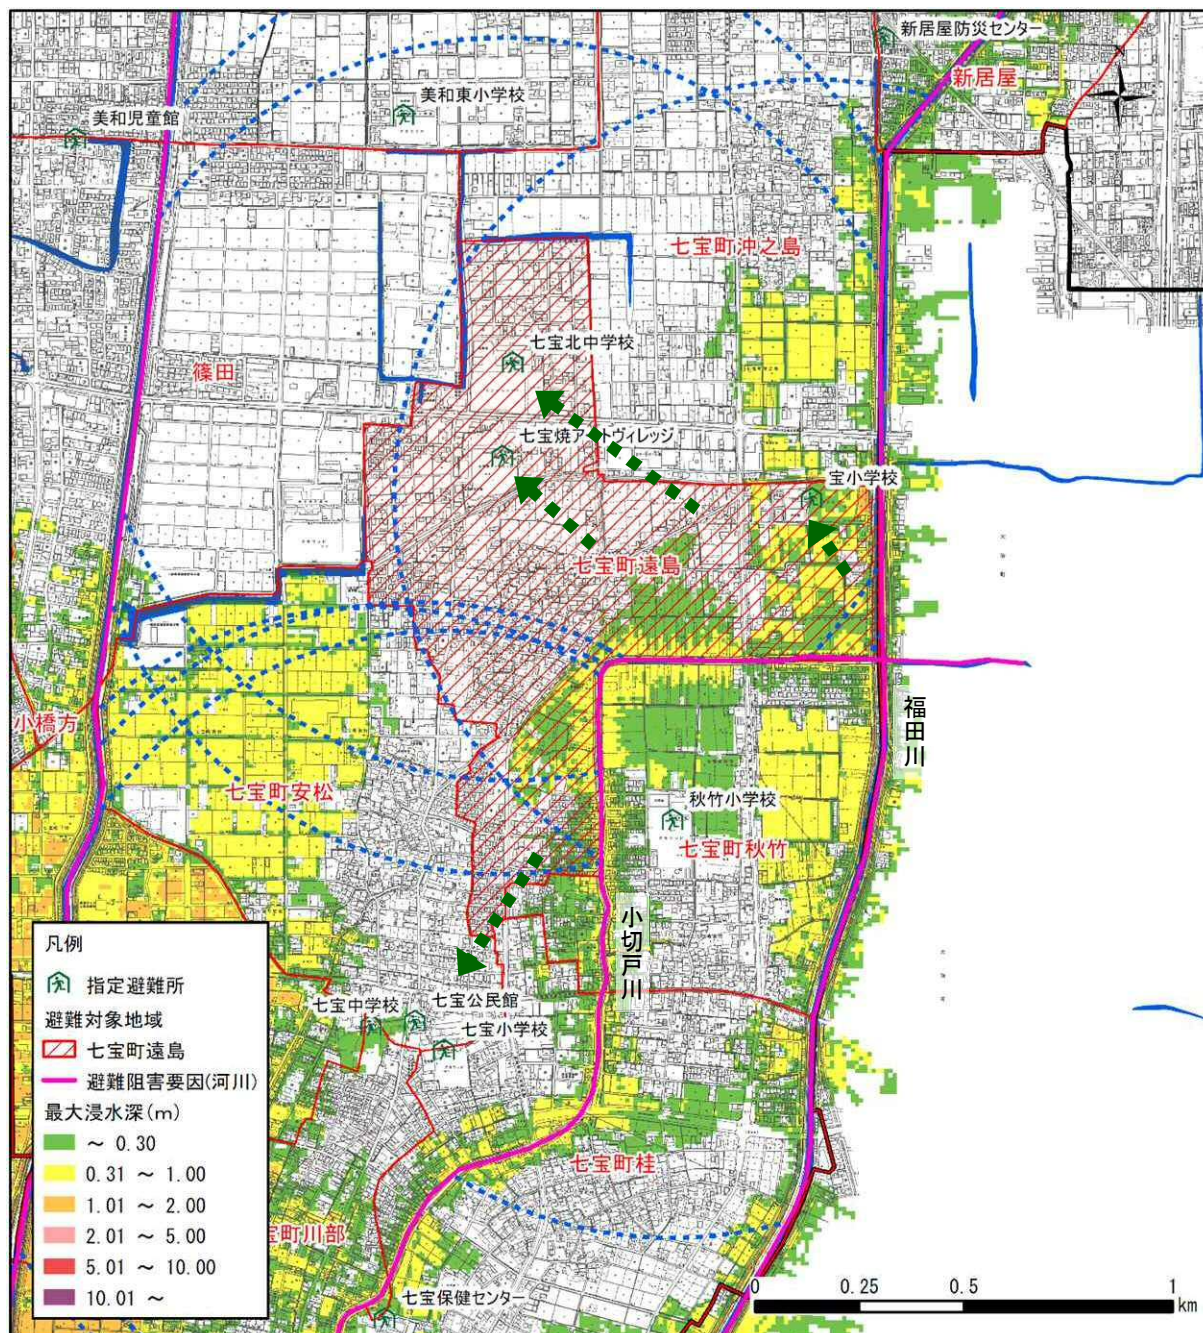 新居屋防災センター
新居屋
美和東小学校
美和児童館
七宝町沖之島
七宝北中学校
篠田
七宝焼アートヴィレッジ
宝小学校
七宝町遠島
小橋方
福田川
七宝町安松
秋竹小学校
七宝町秋竹
小切戸川
七宝公民館
七宝中学校
七宝小学校
七宝町桂
宝町川部
七宝保健センター
凡例
指定避難所
避難対象地域
七宝町遠島
避難阻害要因(河川)
最大浸水深(m)
～ 0.30
0.31 ～ 1.00
1.01 ～ 2.00
2.01 ～ 5.00
5.01 ～ 10.00
10.01 ～
0 0.25 0.5 1
km